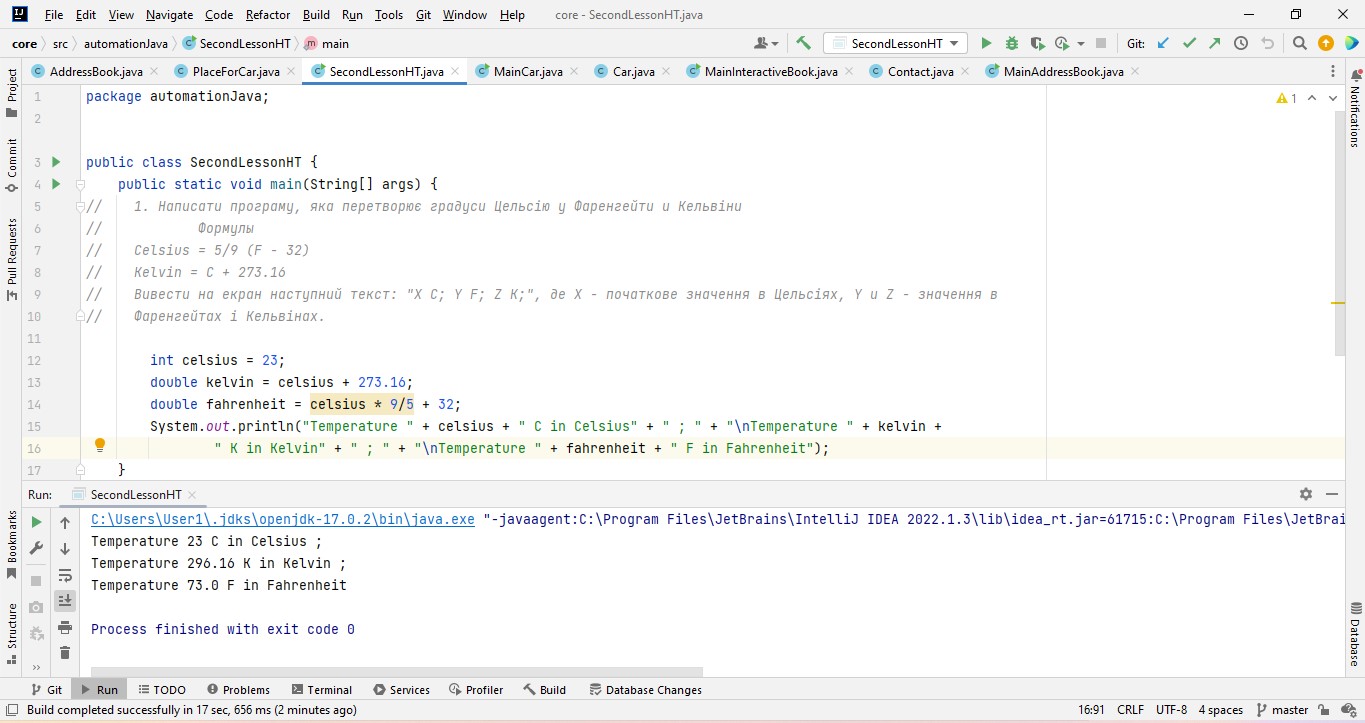 File Edit View Navigate Code Refactor Build Run Tools Git Window Help core - SecondLessonHT.java
core src automationJava SecondLessonHT main SecondLessonHT Git:
AddressBook.java PlaceForCar.java SecondLessonHT.java MainCar.java Car.java MainInteractiveBook.java Contact.java MainAddressBook.java
Project
Commit
Pull Requests
Bookmarks
Structure
Notifications
Database
1 package automationJava; 1
2
3 public class SecondLessonHT {
4 public static void main(String[] args) {
5 // 1. Написати програму, яка перетворює градуси Цельсію у Фаренгейти и Кельвіни
6 // Формулы
7 // Celsius = 5/9 (F - 32)
8 // Kelvin = C + 273.16
9 // Вивести на екран наступний текст: "X C; Y F; Z K;", де X - початкове значення в Цельсіях, Y и Z - значення в
10 // Фаренгейтах і Кельвінах.
11
12 int celsius = 23;
13 double kelvin = celsius + 273.16;
14 double fahrenheit = celsius * 9/5 + 32;
15 System.out.println("Temperature " + celsius + " C in Celsius" + " ; " + "\nTemperature " + kelvin +
16 " K in Kelvin" + " ; " + "\nTemperature " + fahrenheit + " F in Fahrenheit");
17 }
Run: SecondLessonHT
C:\Users\User1\.jdks\openjdk-17.0.2\bin\java.exe "-javaagent:C:\Program Files\JetBrains\IntelliJ IDEA 2022.1.3\lib\idea_rt.jar=61715:C:\Program Files\JetBrai
Temperature 23 C in Celsius ;
Temperature 296.16 K in Kelvin ;
Temperature 73.0 F in Fahrenheit
Process finished with exit code 0
Git Run TODO Problems Terminal Services Profiler Build Database Changes
Build completed successfully in 17 sec, 656 ms (2 minutes ago) 16:91 CRLF UTF-8 4 spaces master